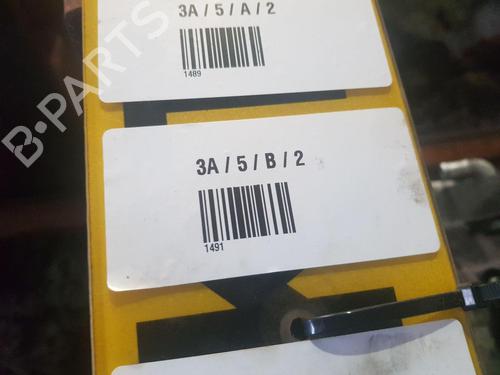 3A / 5 / A / 2
1489
B-PARTS
3A / 5 / B / 2
1491